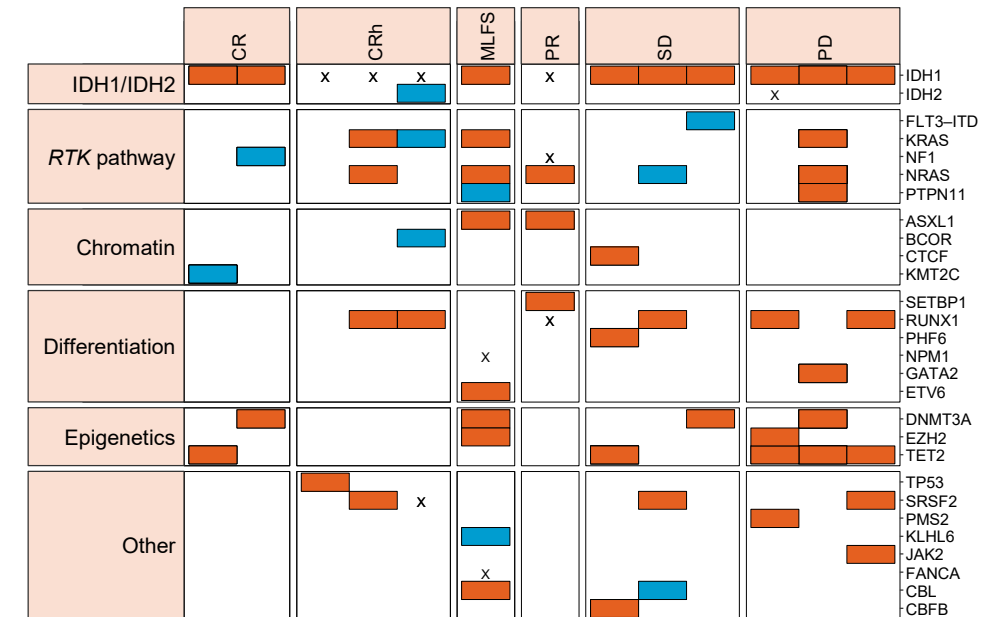 CR CRh MLFS PR SD PD
IDH1/IDH2
x x x x IDH1
x IDH2
RTK pathway
FLT3–ITD
KRAS
x NF1
NRAS
PTPN11
Chromatin
ASXL1
BCOR
CTCF
KMT2C
Differentiation
SETBP1
x RUNX1
PHF6
x NPM1
GATA2
ETV6
Epigenetics
DNMT3A
EZH2
TET2
Other
TP53
x SRSF2
PMS2
KLHL6
JAK2
x FANCA
CBL
CBFB